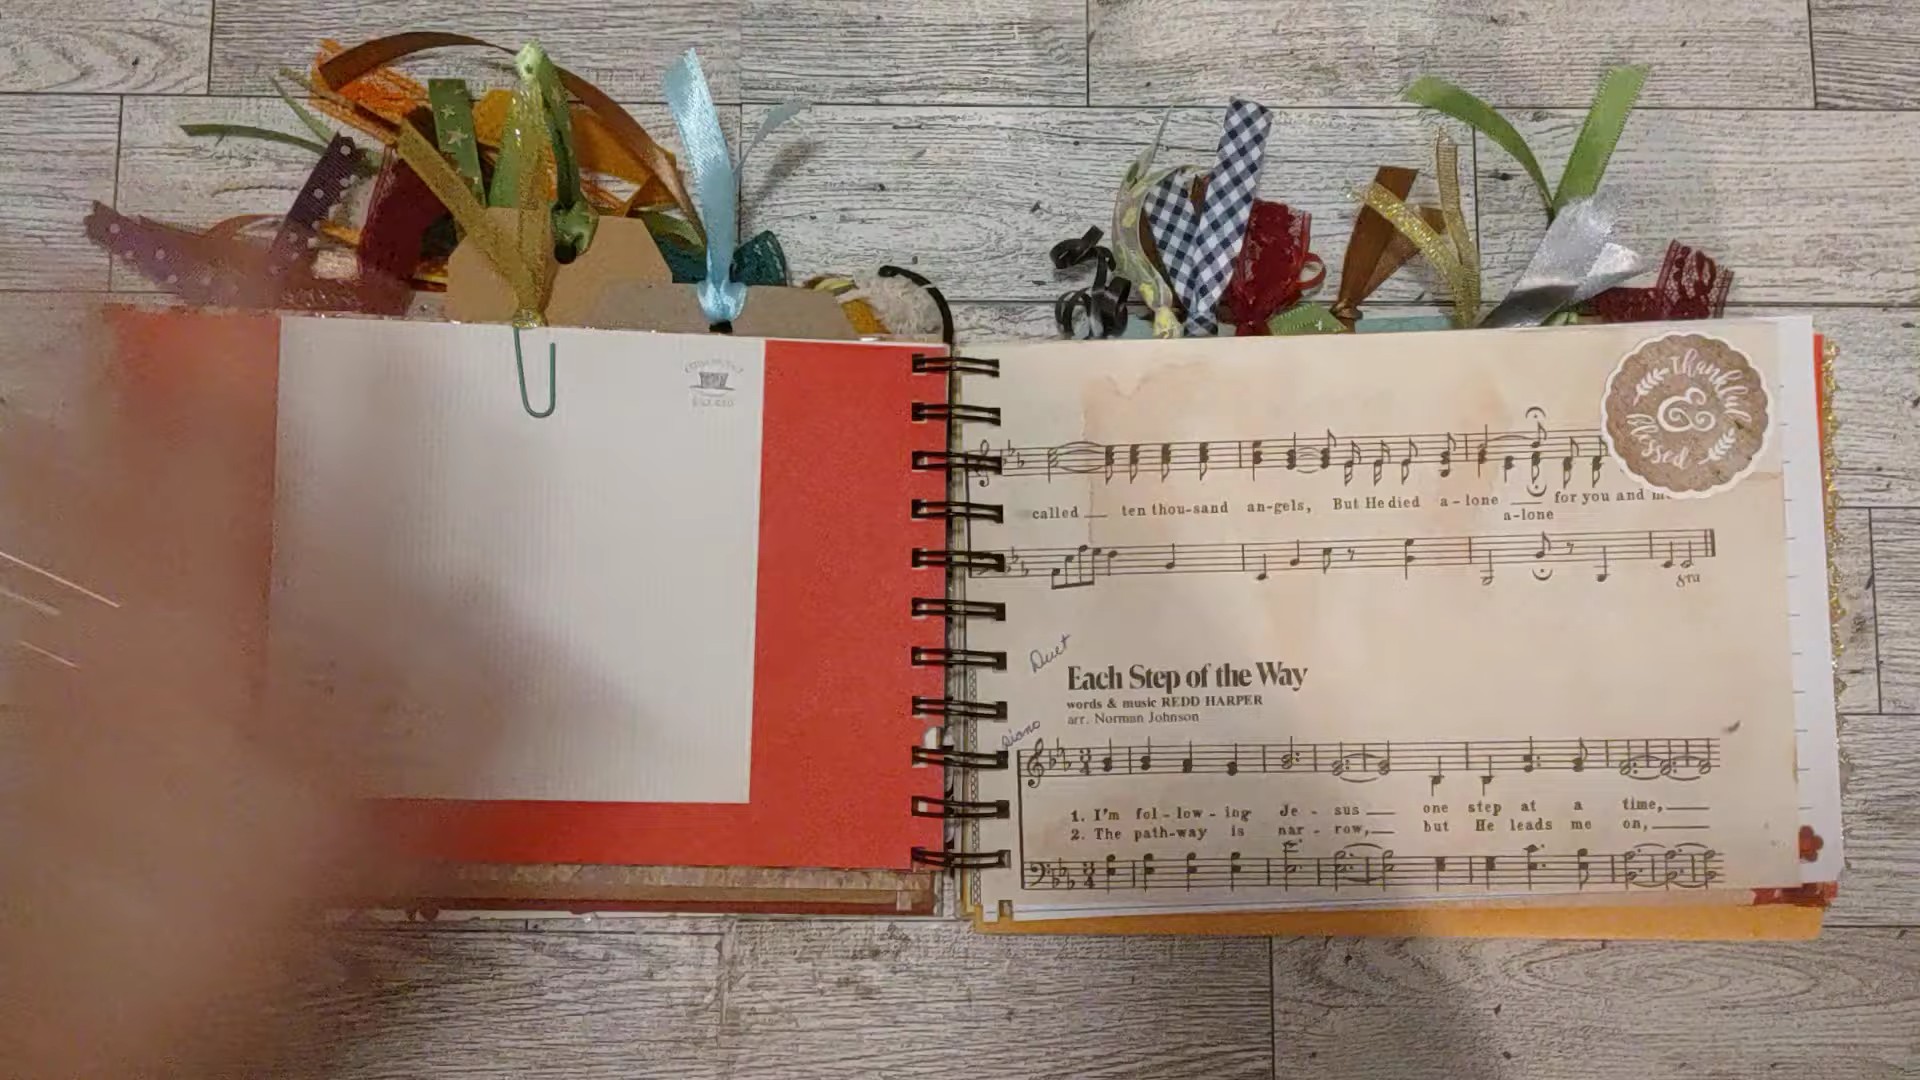 Thankful
&
blessed
called ten thou-sand an-gels, But He died a-lone for you and
a-lone
8va
Duet
Each Step of the Way
words & music REDD HARPER
arr. Norman Johnson
piano
1. I'm fol-low-ing Je-sus one step at a time,
2. The path-way is nar-row, but He leads me on,